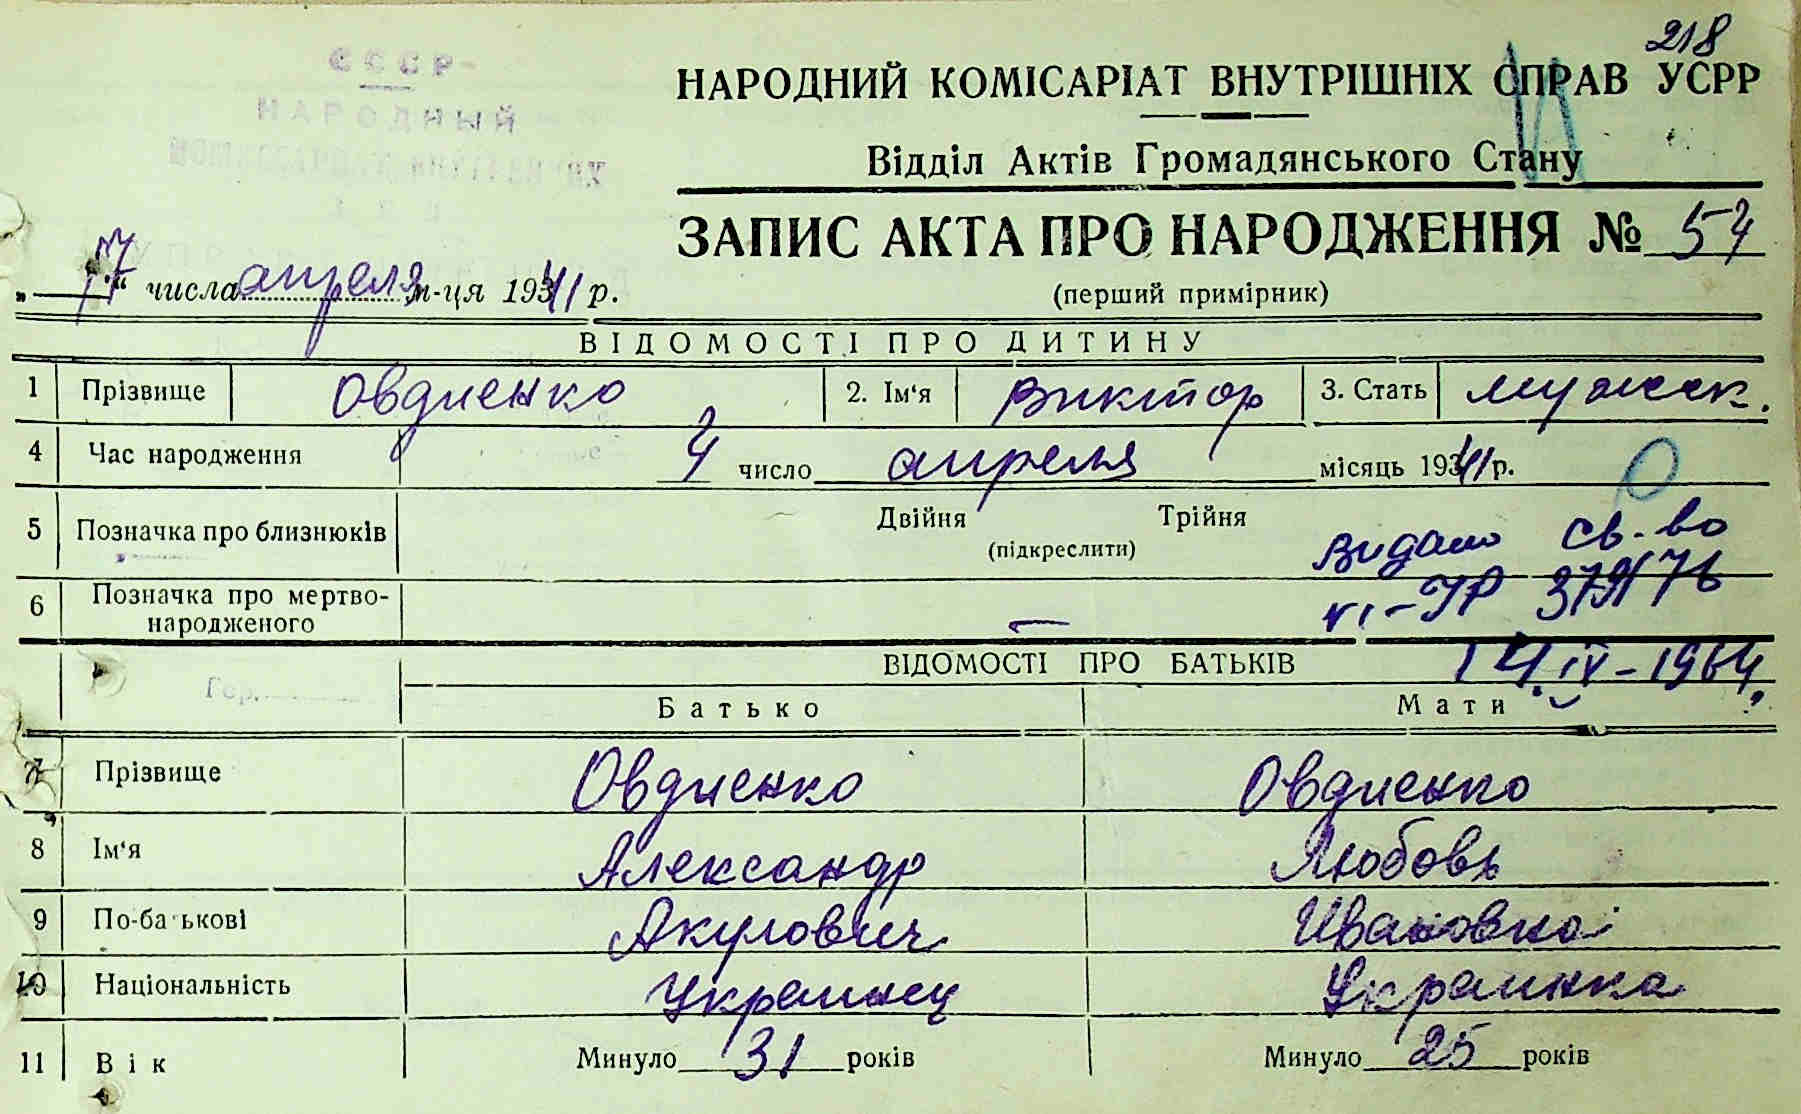 218
СССР
НАРОДНИЙ КОМІСАРІАТ ВНУТРІШНІХ СПРАВ УСРР
НАРОДНЫЙ
Відділ Актів Громадянського Стану
ЗАПИС АКТА ПРО НАРОДЖЕННЯ № 54
„17“ числа апреля м-ця 1941 р.
(перший примірник)
ВІДОМОСТІ ПРО ДИТИНУ
1 Прізвище Овдиенко 2. Ім‘я Виктор 3. Стать мужск.
4 Час народження 4 число апреля місяць 1941 р.
5 Позначка про близнюків Двійня Трійня
(підкреслити)
Видано св-во
6 Позначка про мертво-
народженого —
VI-УР 379176
14.IV-1964.
ВІДОМОСТІ ПРО БАТЬКІВ
Батько Мати
7 Прізвище Овдиенко Овдиенко
8 Ім‘я Александр Любовь
9 По-батькові Акулович Ивановна
10 Національність Украинец Украинка
11 Вік Минуло 31 років Минуло 25 років